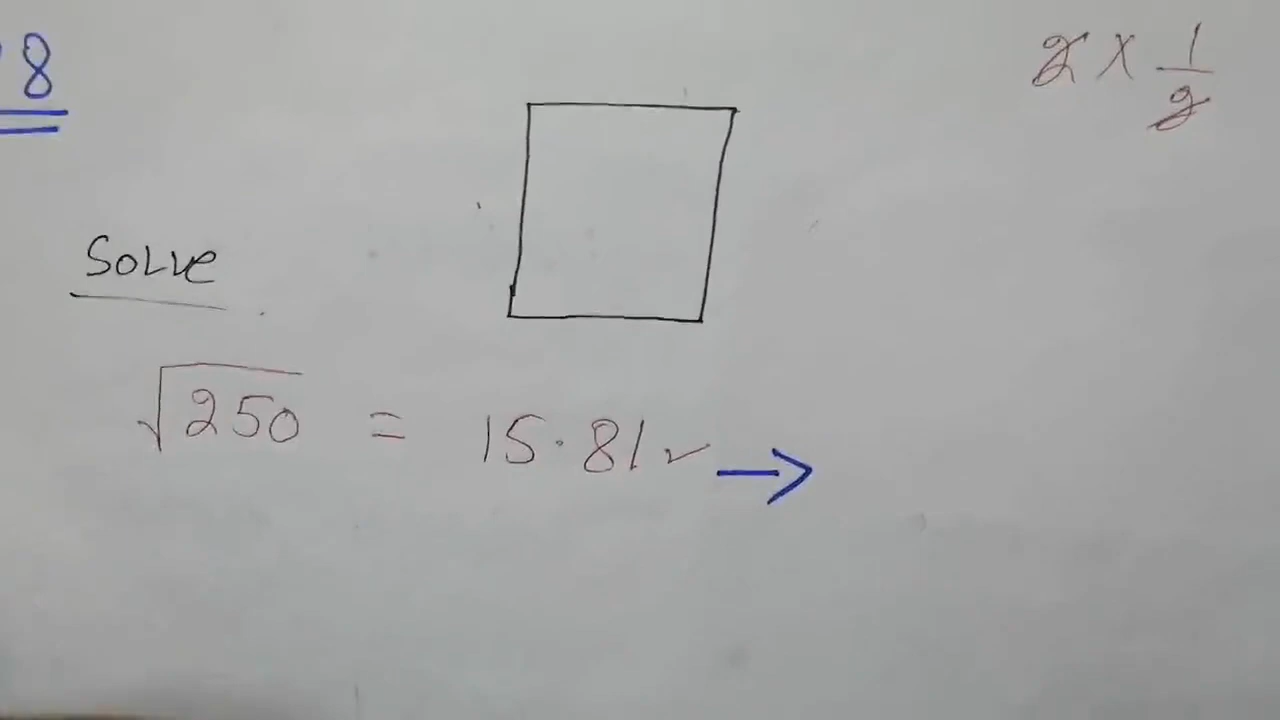 8
2 × 1/2
Solve
√250 = 15.81 ✓ →